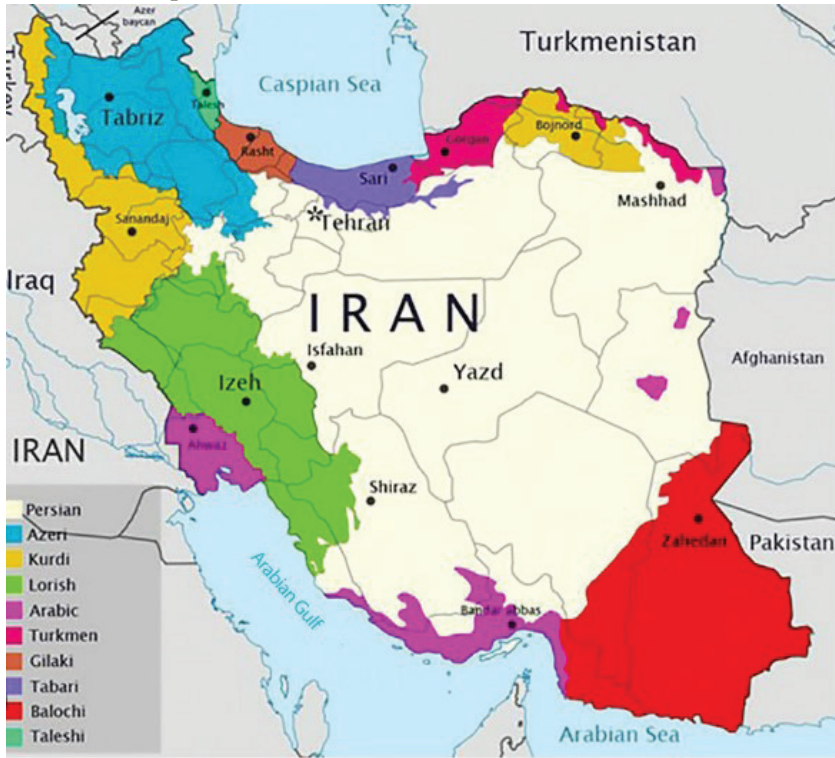 Azer
baycan
Turkey
Turkmenistan
Caspian Sea
Talesh
Tabriz
Rasht
Gorgan
Bojnord
Sari
Mashhad
Sanandaj
Tehran
Iraq
IRAN
Isfahan
Afghanistan
Izeh
Yazd
Ahwaz
IRAN
Shiraz
Persian
Azeri
Kurdi
Lorish
Arabic
Turkmen
Gilaki
Tabari
Balochi
Taleshi
Zahedan
Pakistan
Arabian Gulf
Bandar abbas
Arabian Sea